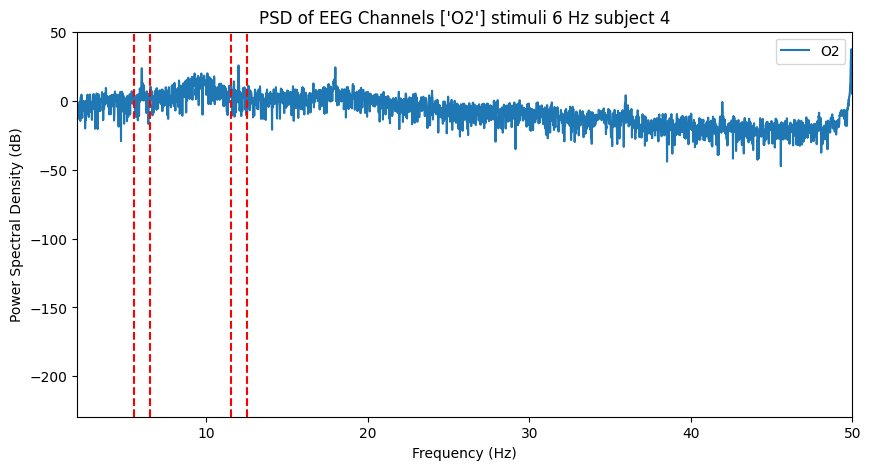 PSD of EEG Channels ['O2'] stimuli 6 Hz subject 4
O2
Power Spectral Density (dB)
50
0
−50
−100
−150
−200
10
20
30
40
50
Frequency (Hz)